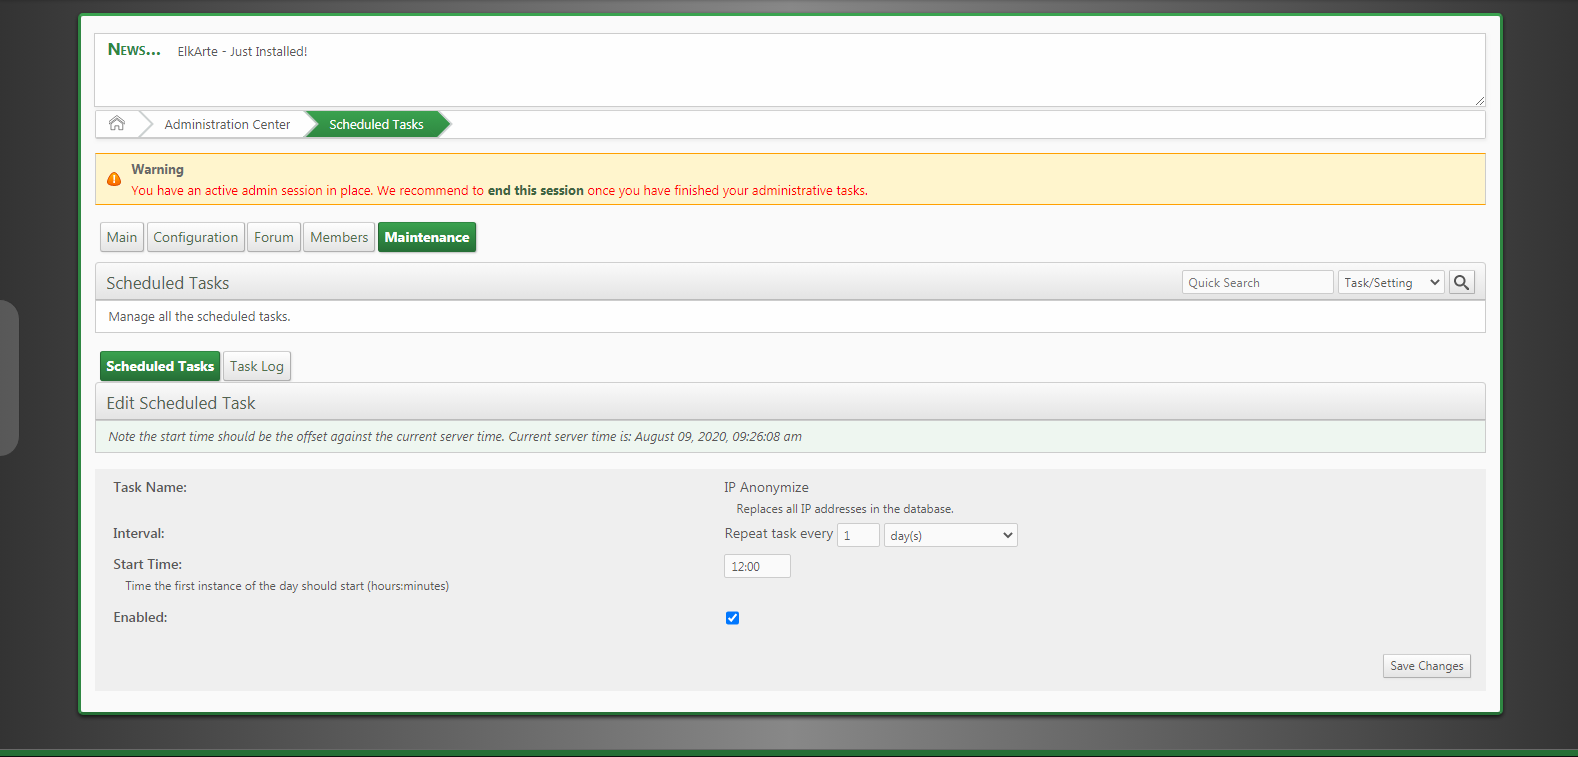 News... ElkArte - Just Installed!
Administration Center Scheduled Tasks
Warning
You have an active admin session in place. We recommend to end this session once you have finished your administrative tasks.
Main Configuration Forum Members Maintenance
Scheduled Tasks Quick Search Task/Setting
Manage all the scheduled tasks.
Scheduled Tasks Task Log
Edit Scheduled Task
Note the start time should be the offset against the current server time. Current server time is: August 09, 2020, 09:26:08 am
Task Name: IP Anonymize
Replaces all IP addresses in the database.
Interval: Repeat task every 1 day(s)
Start Time: 12:00
Time the first instance of the day should start (hours:minutes)
Enabled:
Save Changes